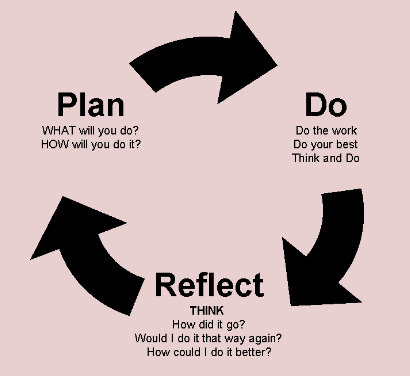 Plan
WHAT will you do?
HOW will you do it?
Do
Do the work
Do your best
Think and Do
Reflect
THINK
How did it go?
Would I do it that way again?
How could I do it better?